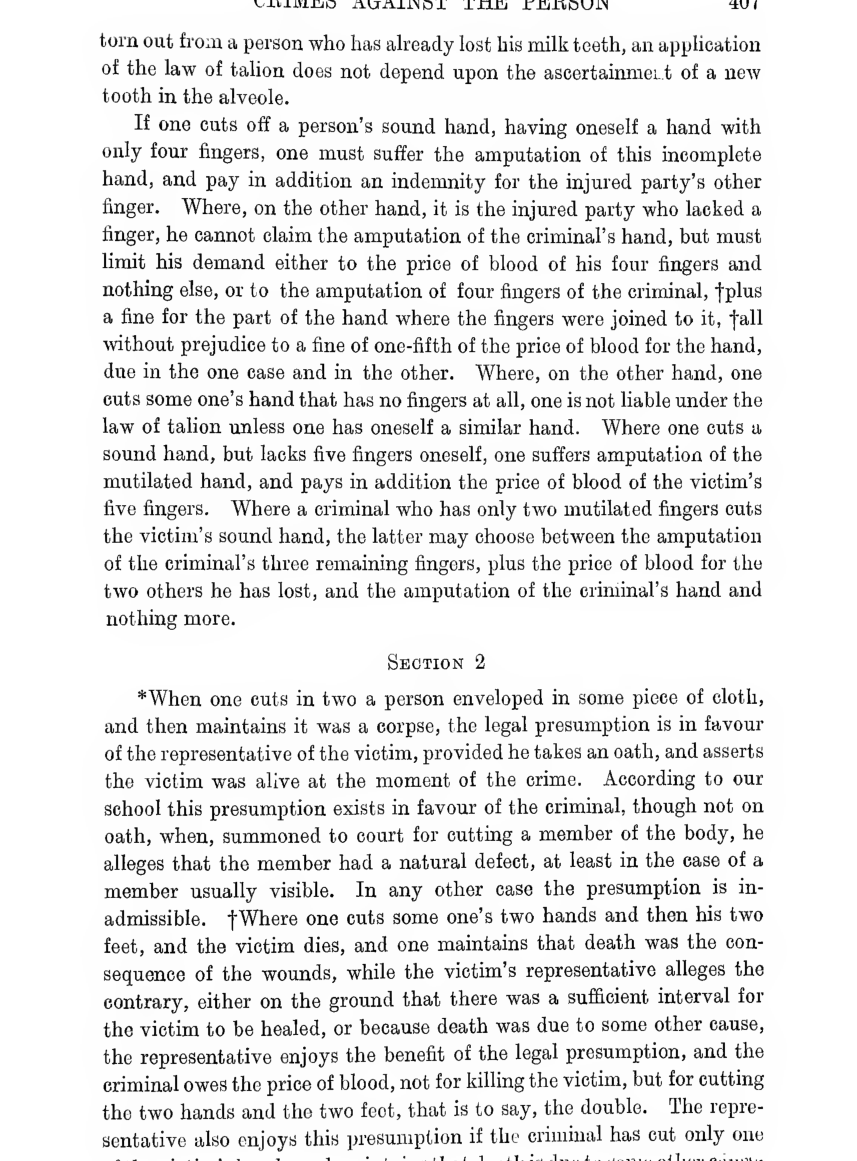 CRIMES AGAINST THE PERSON 407
torn out from a person who has already lost his milk teeth, an application
of the law of talion does not depend upon the ascertainment of a new
tooth in the alveole.
If one cuts off a person's sound hand, having oneself a hand with
only four fingers, one must suffer the amputation of this incomplete
hand, and pay in addition an indemnity for the injured party's other
finger. Where, on the other hand, it is the injured party who lacked a
finger, he cannot claim the amputation of the criminal's hand, but must
limit his demand either to the price of blood of his four fingers and
nothing else, or to the amputation of four fingers of the criminal, †plus
a fine for the part of the hand where the fingers were joined to it, †all
without prejudice to a fine of one-fifth of the price of blood for the hand,
due in the one case and in the other. Where, on the other hand, one
cuts some one's hand that has no fingers at all, one is not liable under the
law of talion unless one has oneself a similar hand. Where one cuts a
sound hand, but lacks five fingers oneself, one suffers amputation of the
mutilated hand, and pays in addition the price of blood of the victim's
five fingers. Where a criminal who has only two mutilated fingers cuts
the victim's sound hand, the latter may choose between the amputation
of the criminal's three remaining fingers, plus the price of blood for the
two others he has lost, and the amputation of the criminal's hand and
nothing more.
SECTION 2
*When one cuts in two a person enveloped in some piece of cloth,
and then maintains it was a corpse, the legal presumption is in favour
of the representative of the victim, provided he takes an oath, and asserts
the victim was alive at the moment of the crime. According to our
school this presumption exists in favour of the criminal, though not on
oath, when, summoned to court for cutting a member of the body, he
alleges that the member had a natural defect, at least in the case of a
member usually visible. In any other case the presumption is in-
admissible. †Where one cuts some one's two hands and then his two
feet, and the victim dies, and one maintains that death was the con-
sequence of the wounds, while the victim's representative alleges the
contrary, either on the ground that there was a sufficient interval for
the victim to be healed, or because death was due to some other cause,
the representative enjoys the benefit of the legal presumption, and the
criminal owes the price of blood, not for killing the victim, but for cutting
the two hands and the two feet, that is to say, the double. The repre-
sentative also enjoys this presumption if the criminal has cut only one